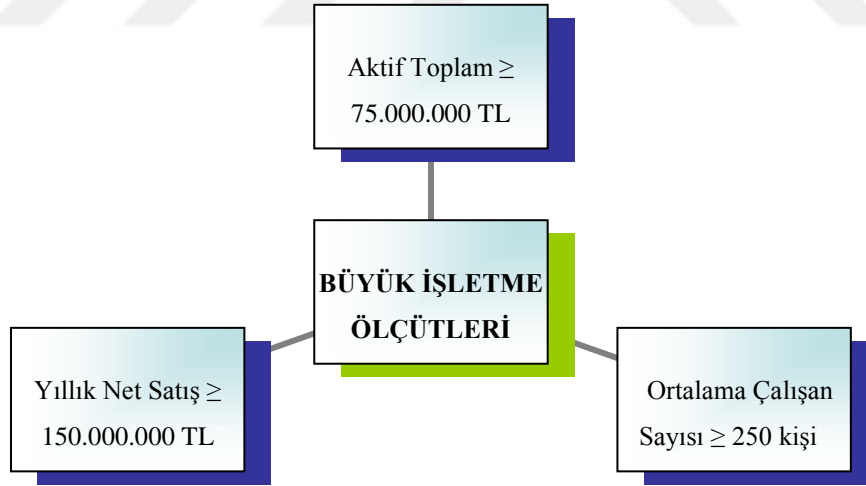 Aktif Toplam ≥
75.000.000 TL
BÜYÜK İŞLETME
ÖLÇÜTLERİ
Yıllık Net Satış ≥
150.000.000 TL
Ortalama Çalışan
Sayısı ≥ 250 kişi